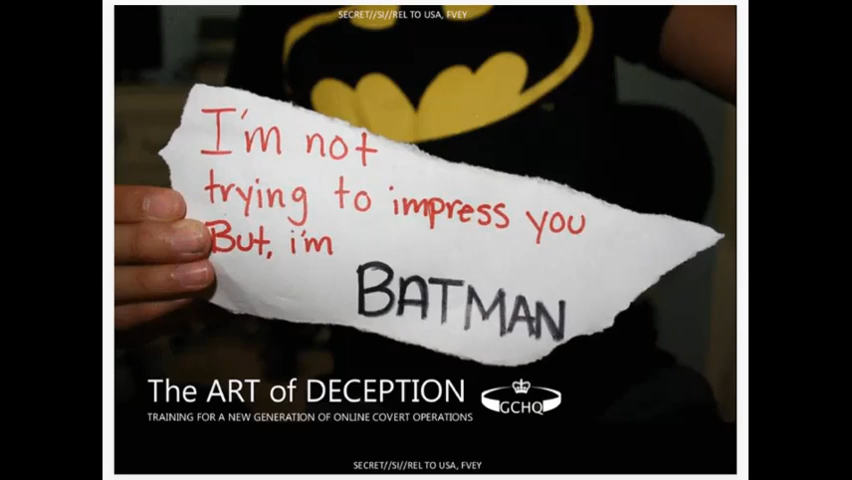 SECRET//SI//REL TO USA, FVEY
I'm not
trying to impress you
But, i'm
BATMAN
The ART of DECEPTION
GCHQ
TRAINING FOR A NEW GENERATION OF ONLINE COVERT OPERATIONS
SECRET//SI//REL TO USA, FVEY